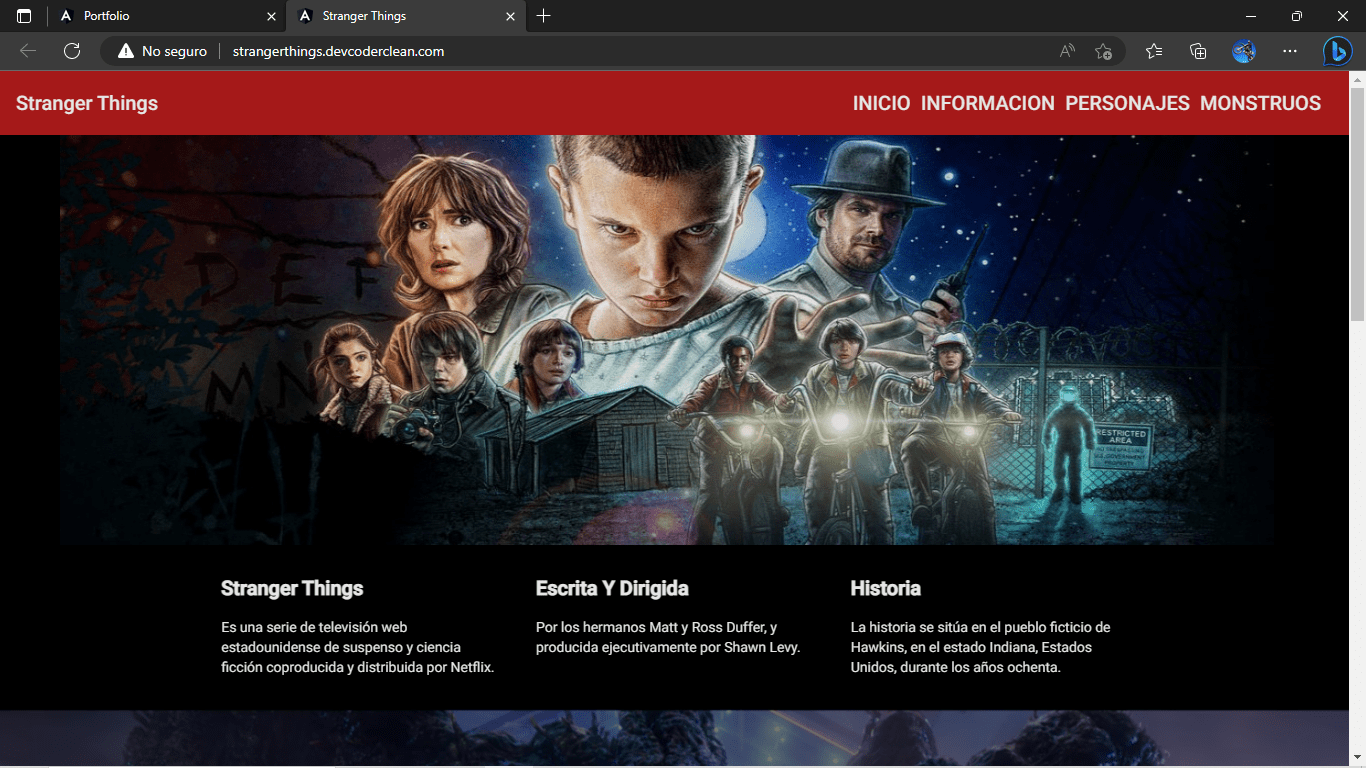 Portfolio
Stranger Things
No seguro
strangerthings.devcoderclean.com
Stranger Things
INICIO INFORMACION PERSONAJES MONSTRUOS
RESTRICTED
AREA
Stranger Things
Es una serie de televisión web
estadounidense de suspenso y ciencia
ficción coproducida y distribuida por Netflix.
Escrita Y Dirigida
Por los hermanos Matt y Ross Duffer, y
producida ejecutivamente por Shawn Levy.
Historia
La historia se sitúa en el pueblo ficticio de
Hawkins, en el estado Indiana, Estados
Unidos, durante los años ochenta.